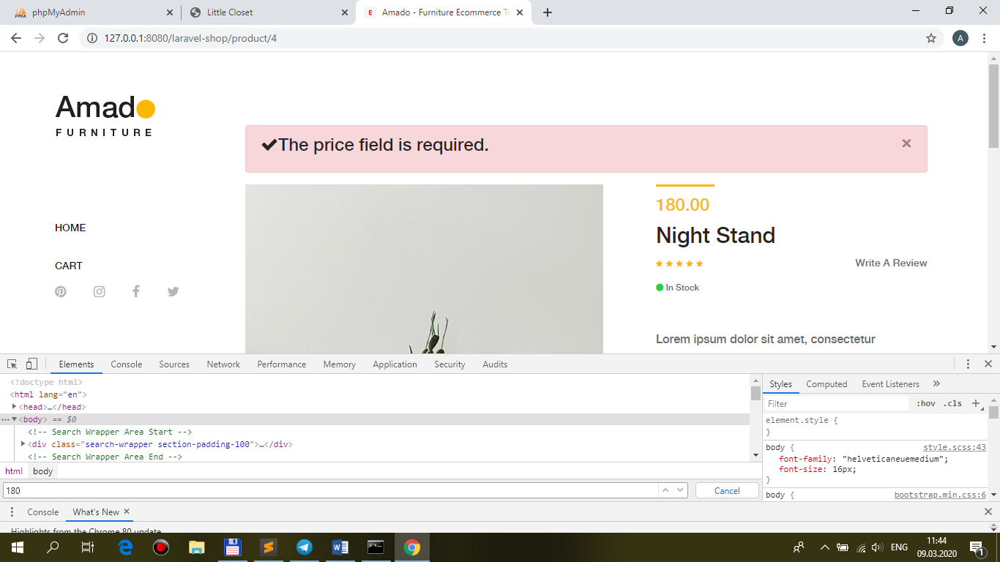 phpMyAdmin
Little Closet
Amado - Furniture Ecommerce Te
127.0.0.1:8080/laravel-shop/product/4
A
Amado
FURNITURE
The price field is required.
×
180.00
HOME
Night Stand
CART
Write A Review
In Stock
Lorem ipsum dolor sit amet, consectetur
Elements Console Sources Network Performance Memory Application Security Audits
<!doctype html>
<html lang="en">
<head>…</head>
<body> == $0
<!-- Search Wrapper Area Start -->
<div class="search-wrapper section-padding-100">…</div>
<!-- Search Wrapper Area End -->
html body
180
Cancel
Styles Computed Event Listeners »
Filter :hov .cls +
element.style {
}
body { style.scss:43
font-family: "helveticaneuemedium";
font-size: 16px;
}
body { bootstrap.min.css:6
Console What's New
Highlights from the Chrome 80 update
ENG
11:44
09.03.2020
1